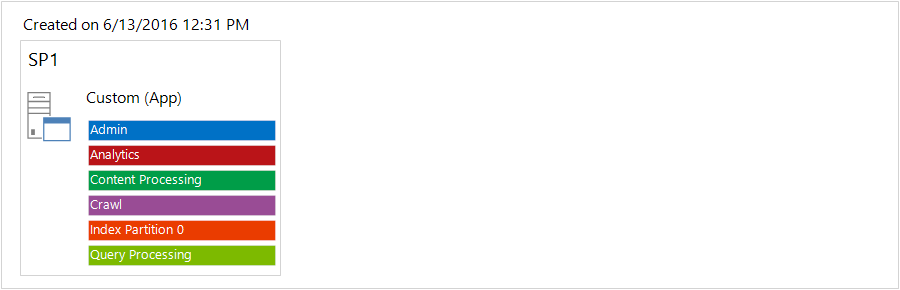 Created on 6/13/2016 12:31 PM
SP1
Custom (App)
Admin
Analytics
Content Processing
Crawl
Index Partition 0
Query Processing